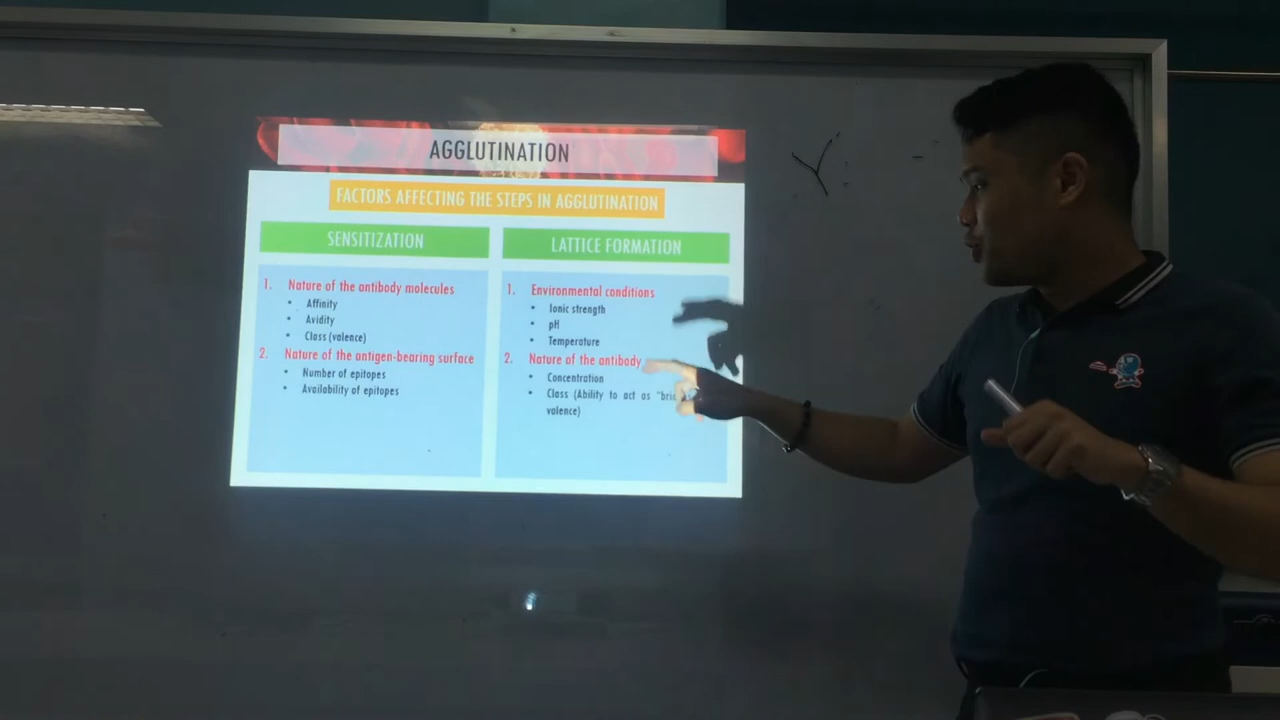 AGGLUTINATION
FACTORS AFFECTING THE STEPS IN AGGLUTINATION
SENSITIZATION
1. Nature of the antibody molecules
• Affinity
• Avidity
• Class (valence)
2. Nature of the antigen-bearing surface
• Number of epitopes
• Availability of epitopes
LATTICE FORMATION
1. Environmental conditions
• Ionic strength
• pH
• Temperature
2. Nature of the antibody
• Concentration
• Class (Ability to act as
valence)